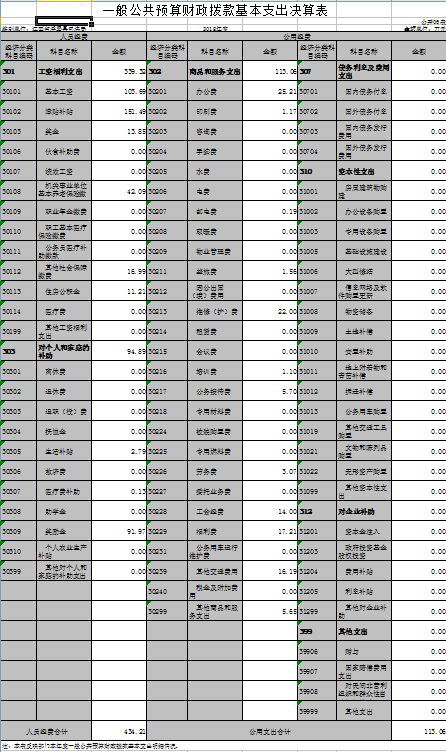 一般公共预算财政拨款基本支出决算表
公开06表
2018年度
人员经费 公用经费
经济分类科目编码 科目名称 金额 经济分类科目编码 科目名称 金额 经济分类科目编码 科目名称 金额
301 工资福利支出 339.32 302 商品和服务支出 113.06 307 债务利息及费用支出 0.00
30101 基本工资 103.69 30201 办公费 25.21 30701 国内债务付息 0.00
30102 津贴补贴 151.49 30202 印刷费 1.17 30702 国外债务付息 0.00
30103 奖金 13.85 30203 咨询费 0.00 30703 国内债务发行费用 0.00
30106 伙食补助费 0.00 30204 手续费 0.00 30704 国外债务发行费用 0.00
30107 绩效工资 0.00 30205 水费 0.00 310 资本性支出 0.00
30108 机关事业单位基本养老保险缴 42.09 30206 电费 0.00 31001 房屋建筑物购建 0.00
30109 职业年金缴费 0.00 30207 邮电费 0.19 31002 办公设备购置 0.00
30110 职工基本医疗保险缴费 0.00 30208 取暖费 0.00 31003 专用设备购置 0.00
30111 公务员医疗补助缴款 0.00 30209 物业管理费 0.00 31005 基础设施建设 0.00
30112 其他社会保障缴费 16.99 30211 差旅费 1.56 31006 大型修缮 0.00
30113 住房公积金 11.21 30212 因公出国（境）费用 0.00 31007 信息网络及软件购置更新 0.00
30114 医疗费 0.00 30213 维修（护）费 22.00 31008 物资储备 0.00
30199 其他工资福利支出 0.00 30214 租赁费 0.00 31009 土地补偿 0.00
303 对个人和家庭的补助 94.89 30215 会议费 0.00 31010 安置补助 0.00
30301 离休费 0.00 30216 培训费 1.10 31011 地上附着物和青苗补偿 0.00
30302 退休费 0.00 30217 公务接待费 5.70 31012 拆迁补偿 0.00
30303 退职（役）费 0.00 30218 专用材料费 0.00 31013 公务用车购置 0.00
30304 抚恤金 0.00 30224 被装购置费 0.00 31019 其他交通工具购置 0.00
30305 生活补贴 2.79 30225 专用燃料费 0.00 31021 文物和陈列品购置 0.00
30306 救济费 0.00 30226 劳务费 3.07 31022 无形资产购置 0.00
30307 医疗费补助 0.13 30227 委托业务费 0.00 31099 其他资本性支出 0.00
30308 助学金 0.00 30228 工会经费 14.00 312 对企业补助 0.00
30309 奖励金 91.97 30229 福利费 17.21 31201 资本金注入 0.00
30310 个人农业生产补贴 0.00 30231 公务用车运行维护费 0.00 31203 政府投资基金股权投资 0.00
30399 其他对个人和家庭的补助支出 0.00 30239 其他交通费用 16.19 31204 费用补贴 0.00
30240 税金及附加费用 0.00 31205 利息补贴 0.00
30299 其他商品和服务支出 5.65 31299 其他对企业补助 0.00
399 其他支出 0.00
39906 赠与 0.00
39907 国家赔偿费用支出 0.00
39908 对民间非营利组织和群众性自 0.00
39999 其他支出 0.00
人员经费合计 434.21 公用支出合计 113.06
注：本表反映部门本年度一般公共预算财政拨款基本支出明细情况。